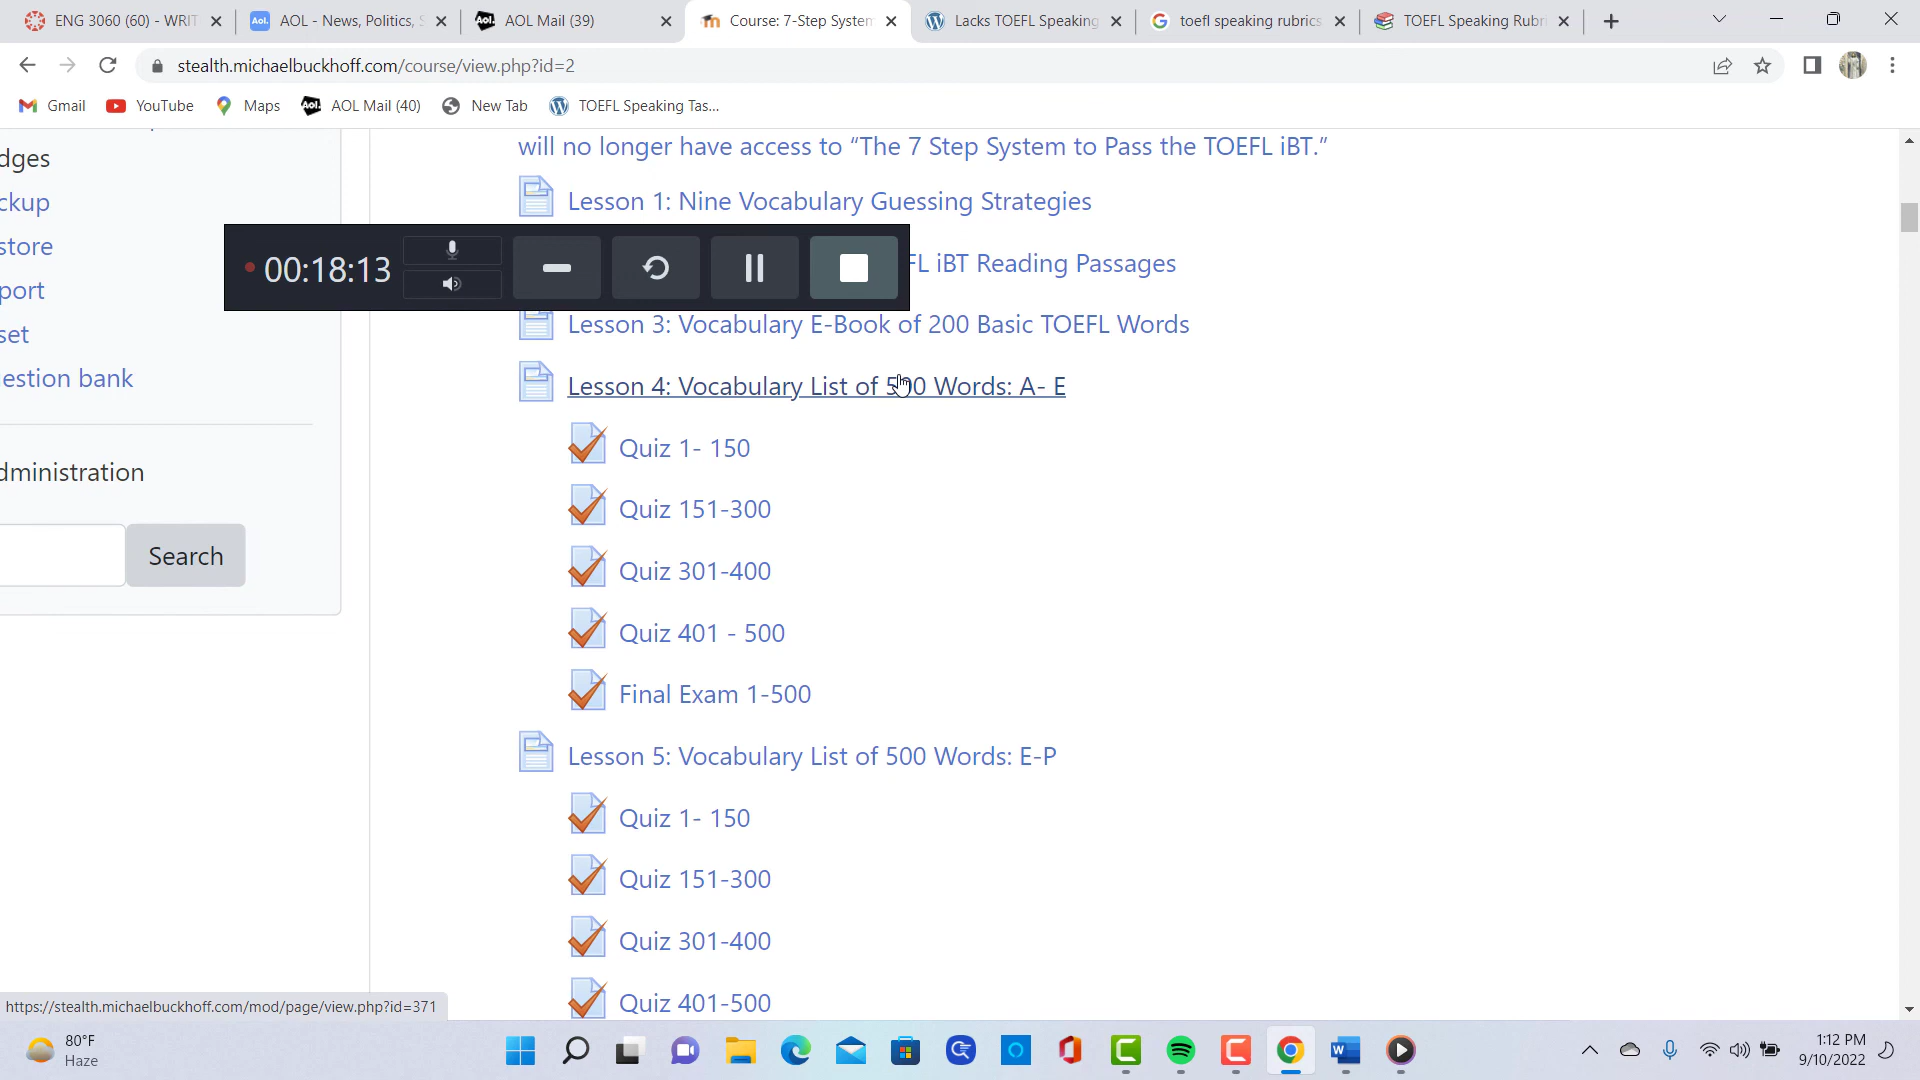 ENG 3060 (60) - WRIT
AOL - News, Politics, S
AOL Mail (39)
Course: 7-Step System
Lacks TOEFL Speaking
toefl speaking rubrics
TOEFL Speaking Rubri
stealth.michaelbuckhoff.com/course/view.php?id=2
Gmail
YouTube
Maps
AOL Mail (40)
New Tab
TOEFL Speaking Tas...
dges
ckup
store
port
set
estion bank
dministration
Search
will no longer have access to “The 7 Step System to Pass the TOEFL iBT.”
Lesson 1: Nine Vocabulary Guessing Strategies
00:18:13
FL iBT Reading Passages
Lesson 3: Vocabulary E-Book of 200 Basic TOEFL Words
Lesson 4: Vocabulary List of 500 Words: A- E
Quiz 1- 150
Quiz 151-300
Quiz 301-400
Quiz 401 - 500
Final Exam 1-500
Lesson 5: Vocabulary List of 500 Words: E-P
Quiz 1- 150
Quiz 151-300
Quiz 301-400
Quiz 401-500
https://stealth.michaelbuckhoff.com/mod/page/view.php?id=371
80°F
Haze
1:12 PM
9/10/2022